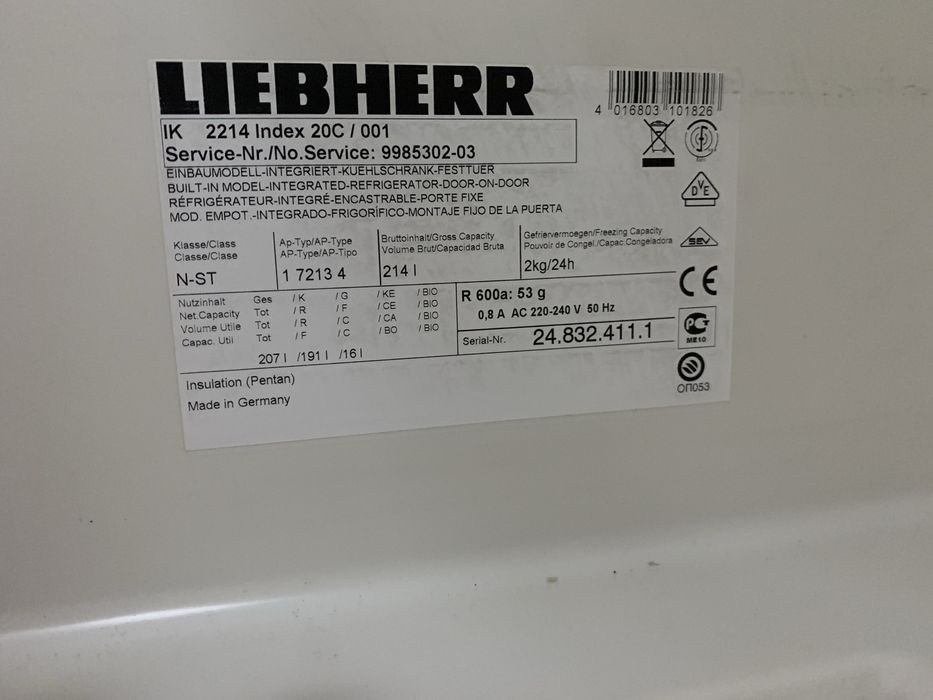 LIEBHERR
4 016803 101826
IK 2214 Index 20C / 001
Service-Nr./No.Service: 9985302-03
EINBAUMODELL-INTEGRIERT-KUEHLSCHRANK-FESTTUER
BUILT-IN MODEL-INTEGRATED-REFRIGERATOR-DOOR-ON-DOOR
RÉFRIGÉRATEUR-INTEGRÉ-ENCASTRABLE-PORTE FIXE
MOD. EMPOT.-INTEGRADO-FRIGORÍFICO-MONTAJE FIJO DE LA PUERTA
DVE
Klasse/Class
Classe/Clase
N-ST
Ap-Typ/AP-Type
AP-Type/AP-Tipo
1 7213 4
Bruttoinhalt/Gross Capacity
Volume Brut/Capacidad Bruta
214 l
Gefriervermoegen/Freezing Capacity
Pouvoir de Congel./Capac.Congeladora
2kg/24h
SEV
CE
Nutzinhalt Ges / K / G / KE / BIO
Net.Capacity Tot / R / F / CE / BIO
Volume Utile Tot / R / C / CA / BIO
Capac. Util Tot / F / C / BO / BIO
207 l /191 l /16 l
R 600a: 53 g
0,8 A AC 220-240 V 50 Hz
Serial-Nr. 24.832.411.1
PCT
ME10
ОП053
Insulation (Pentan)
Made in Germany